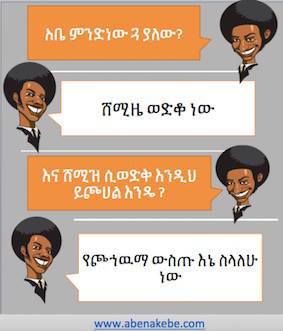 አቤ ምንድነው ጓ ያለው?
ሸሚዜ ወድቆ ነው
እና ሸሚዝ ሲወድቅ እንዲህ
ይጮሀል እንዴ ?
የጮኀዉማ ውስጡ እኔ ስላለሁ
ነው
www.abenakebe.com